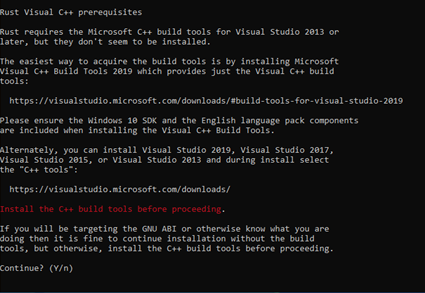 Rust Visual C++ prerequisites
Rust requires the Microsoft C++ build tools for Visual Studio 2013 or
later, but they don't seem to be installed.
The easiest way to acquire the build tools is by installing Microsoft
Visual C++ Build Tools 2019 which provides just the Visual C++ build
tools:
https://visualstudio.microsoft.com/downloads/#build-tools-for-visual-studio-2019
Please ensure the Windows 10 SDK and the English language pack components
are included when installing the Visual C++ Build Tools.
Alternately, you can install Visual Studio 2019, Visual Studio 2017,
Visual Studio 2015, or Visual Studio 2013 and during install select
the "C++ tools":
https://visualstudio.microsoft.com/downloads/
Install the C++ build tools before proceeding.
If you will be targeting the GNU ABI or otherwise know what you are
doing then it is fine to continue installation without the build
tools, but otherwise, install the C++ build tools before proceeding.
Continue? (Y/n)